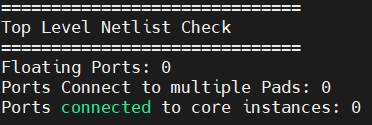 ==============================
Top Level Netlist Check
==============================
Floating Ports: 0
Ports Connect to multiple Pads: 0
Ports connected to core instances: 0